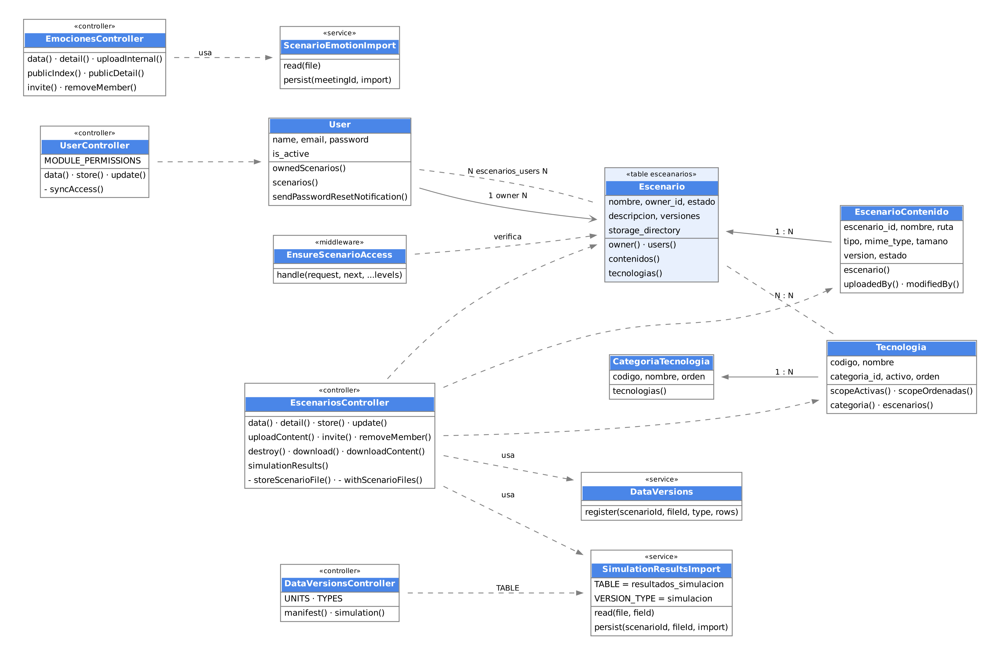 «controller»
EmocionesController
data() · detail() · uploadInternal()
publicIndex() · publicDetail()
invite() · removeMember()
usa
«service»
ScenarioEmotionImport
read(file)
persist(meetingId, import)
«controller»
UserController
MODULE_PERMISSIONS
data() · store() · update()
- syncAccess()
User
name, email, password
is_active
ownedScenarios()
scenarios()
sendPasswordResetNotification()
N escenarios_users N
1 owner N
«middleware»
EnsureScenarioAccess
handle(request, next, ...levels)
verifica
«table esceanarios»
Escenario
nombre, owner_id, estado
descripcion, versiones
storage_directory
owner() · users()
contenidos()
tecnologias()
1 : N
EscenarioContenido
escenario_id, nombre, ruta
tipo, mime_type, tamano
version, estado
escenario()
uploadedBy() · modifiedBy()
N : N
CategoriaTecnologia
codigo, nombre, orden
tecnologias()
1 : N
Tecnologia
codigo, nombre
categoria_id, activo, orden
scopeActivas() · scopeOrdenadas()
categoria() · escenarios()
«controller»
EscenariosController
data() · detail() · store() · update()
uploadContent() · invite() · removeMember()
destroy() · download() · downloadContent()
simulationResults()
- storeScenarioFile() · - withScenarioFiles()
usa
usa
«service»
DataVersions
register(scenarioId, fileId, type, rows)
«controller»
DataVersionsController
UNITS · TYPES
manifest() · simulation()
TABLE
«service»
SimulationResultsImport
TABLE = resultados_simulacion
VERSION_TYPE = simulacion
read(file, field)
persist(scenarioId, fileId, import)